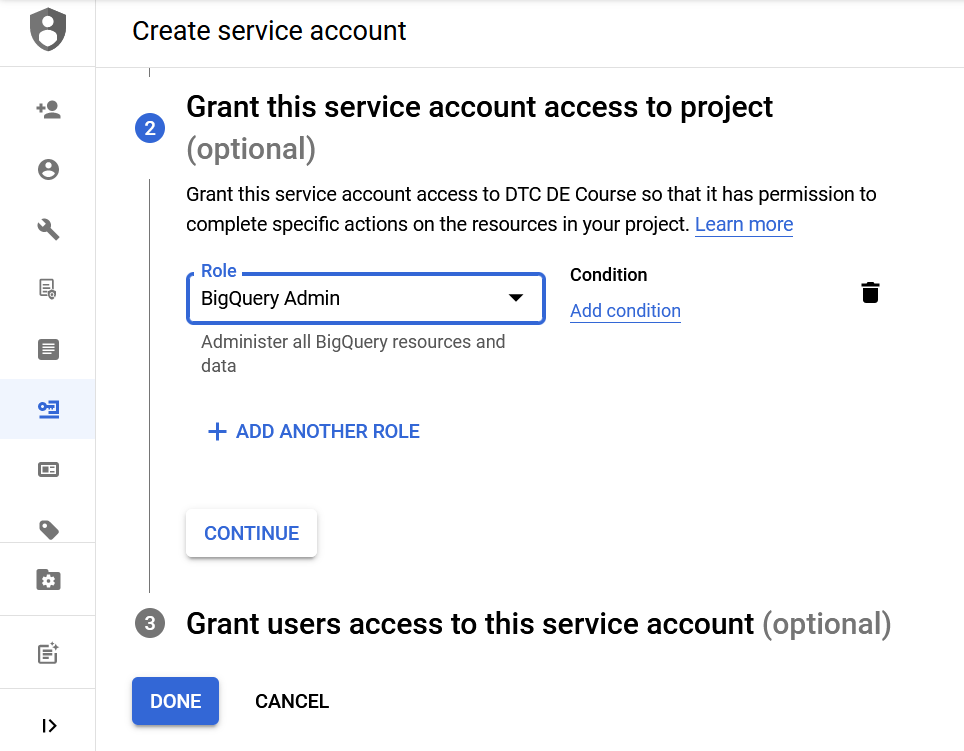 Create service account
2
Grant this service account access to project
(optional)
Grant this service account access to DTC DE Course so that it has permission to
complete specific actions on the resources in your project. Learn more
Role
BigQuery Admin
Condition
Add condition
Administer all BigQuery resources and
data
ADD ANOTHER ROLE
CONTINUE
3
Grant users access to this service account (optional)
DONE
CANCEL